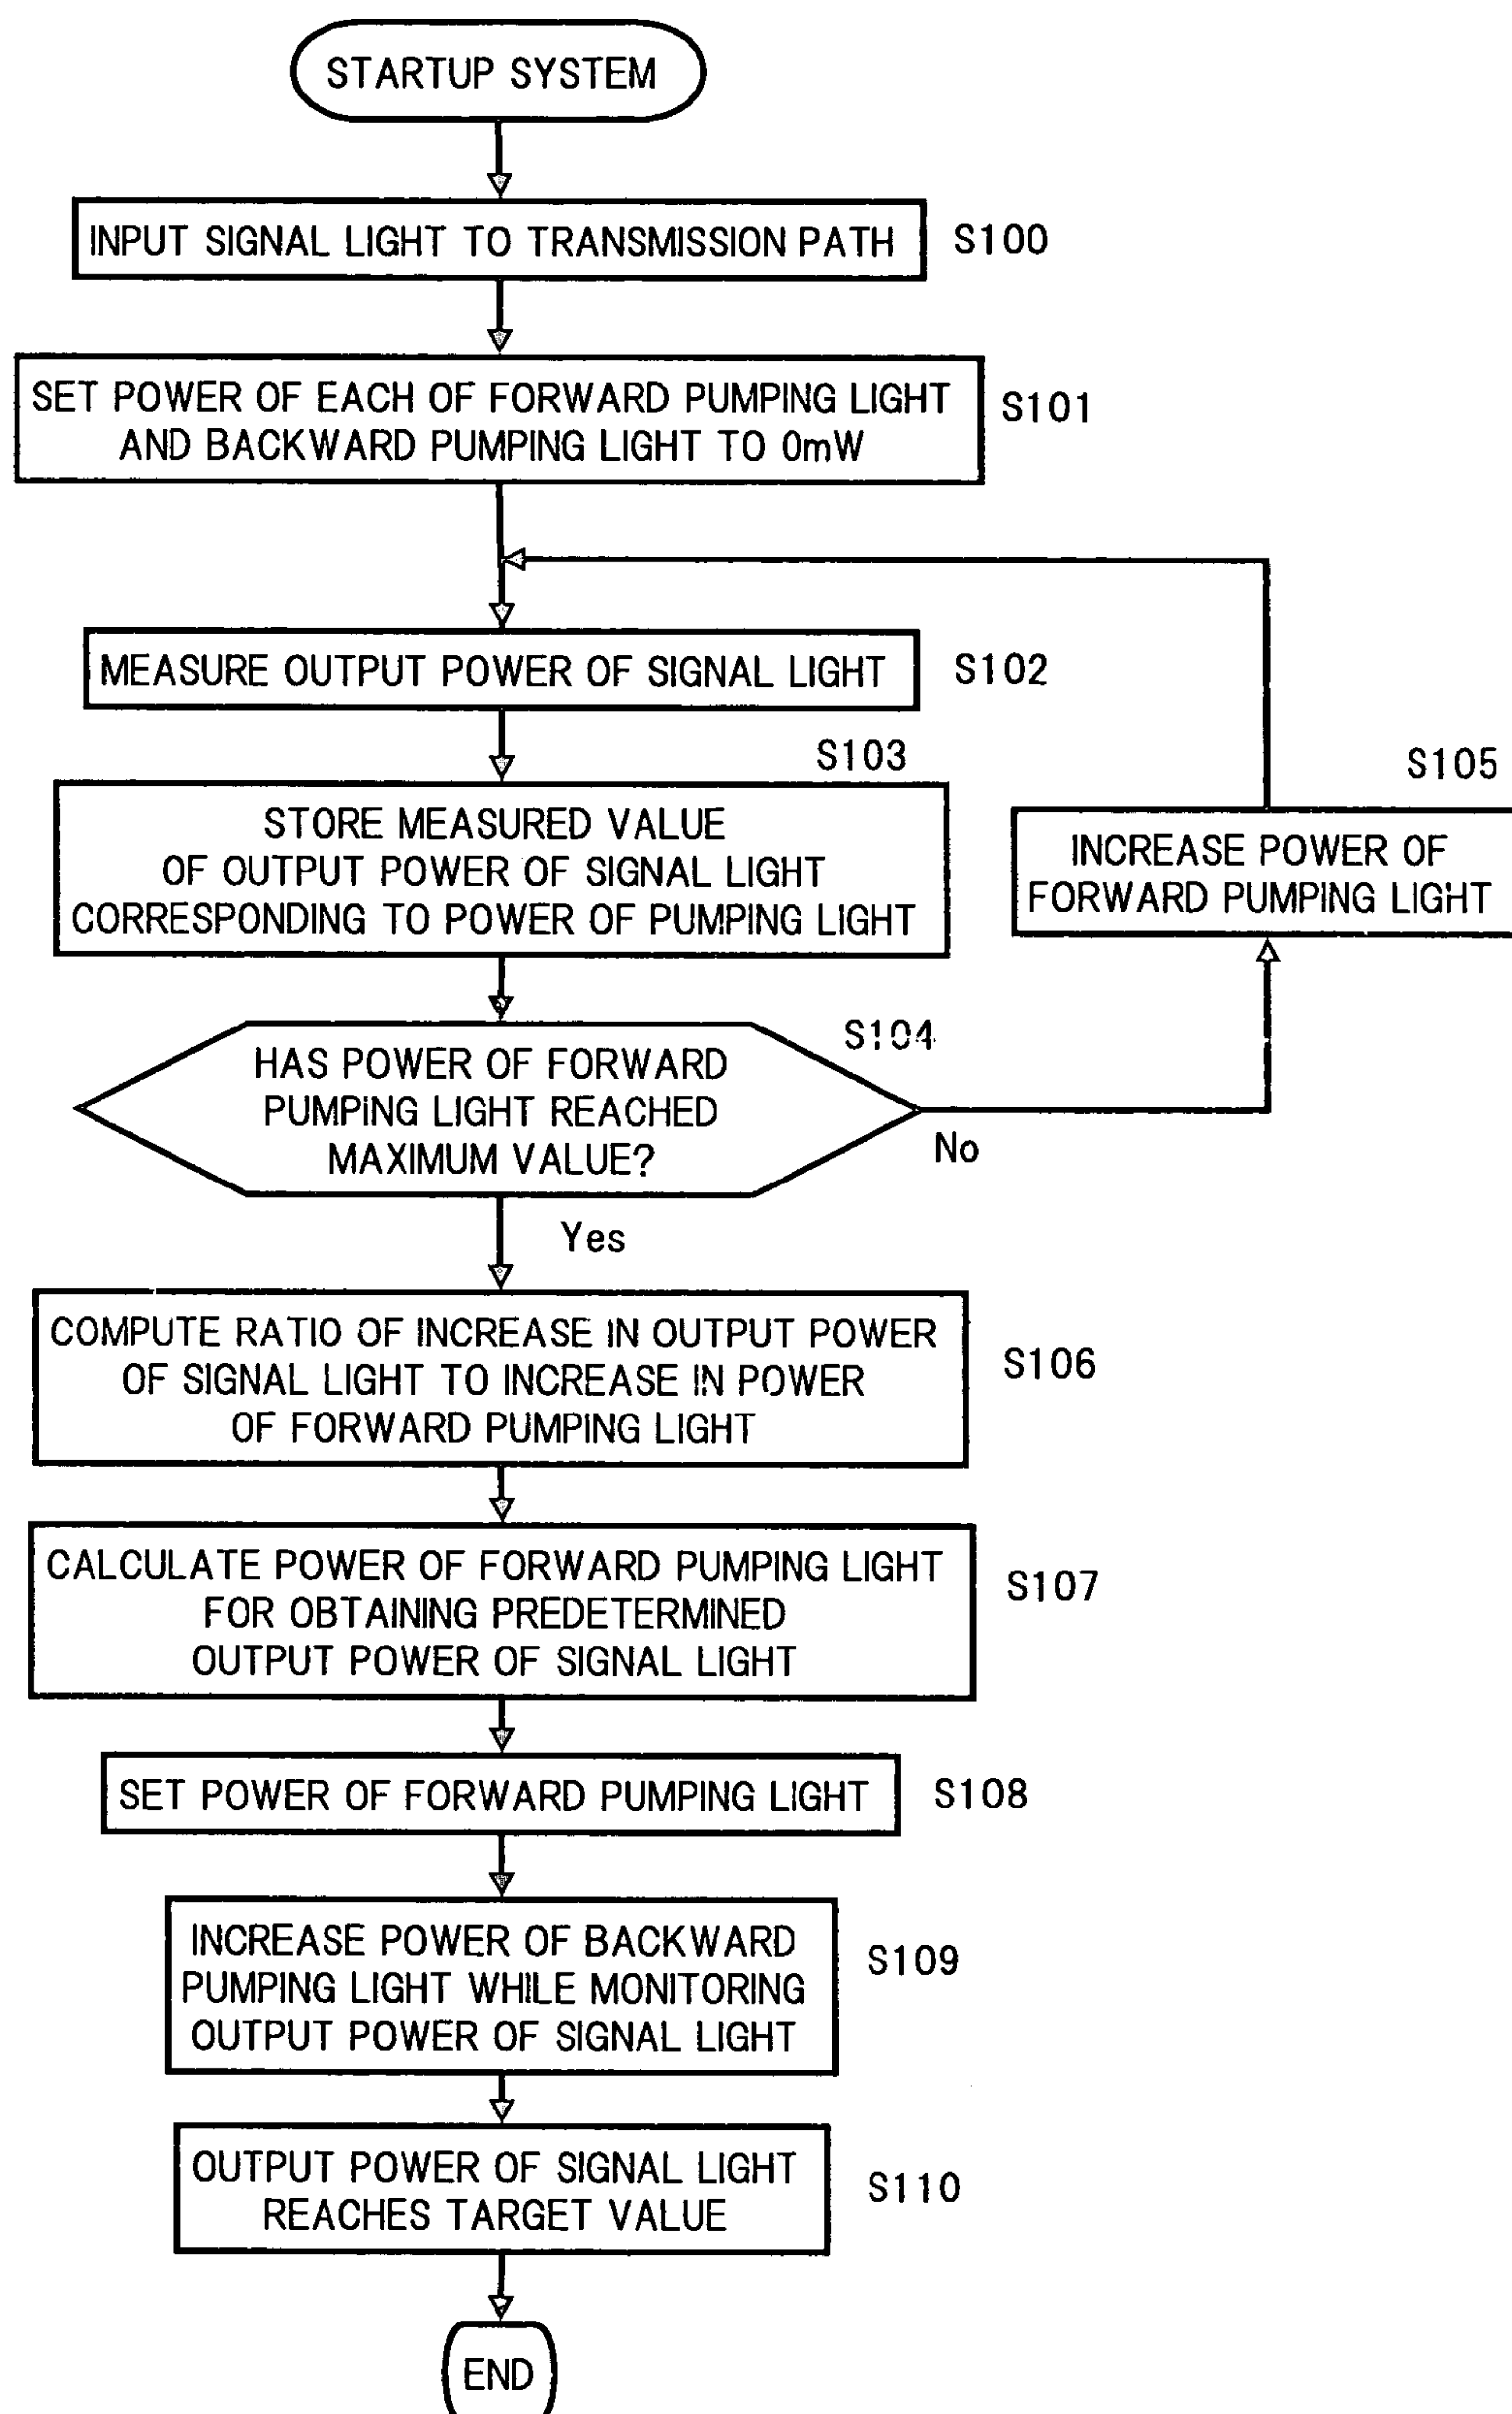 STARTUP SYSTEM
INPUT SIGNAL LIGHT TO TRANSMISSION PATH
S100
SET POWER OF EACH OF FORWARD PUMPING LIGHT
AND BACKWARD PUMPING LIGHT TO 0mW
S101
MEASURE OUTPUT POWER OF SIGNAL LIGHT
S102
S103
STORE MEASURED VALUE
OF OUTPUT POWER OF SIGNAL LIGHT
CORRESPONDING TO POWER OF PUMPING LIGHT
S105
INCREASE POWER OF
FORWARD PUMPING LIGHT
S104
HAS POWER OF FORWARD
PUMPING LIGHT REACHED
MAXIMUM VALUE?
No
Yes
COMPUTE RATIO OF INCREASE IN OUTPUT POWER
OF SIGNAL LIGHT TO INCREASE IN POWER
OF FORWARD PUMPING LIGHT
S106
CALCULATE POWER OF FORWARD PUMPING LIGHT
FOR OBTAINING PREDETERMINED
OUTPUT POWER OF SIGNAL LIGHT
S107
SET POWER OF FORWARD PUMPING LIGHT
S108
INCREASE POWER OF BACKWARD
PUMPING LIGHT WHILE MONITORING
OUTPUT POWER OF SIGNAL LIGHT
S109
OUTPUT POWER OF SIGNAL LIGHT
REACHES TARGET VALUE
S110
END